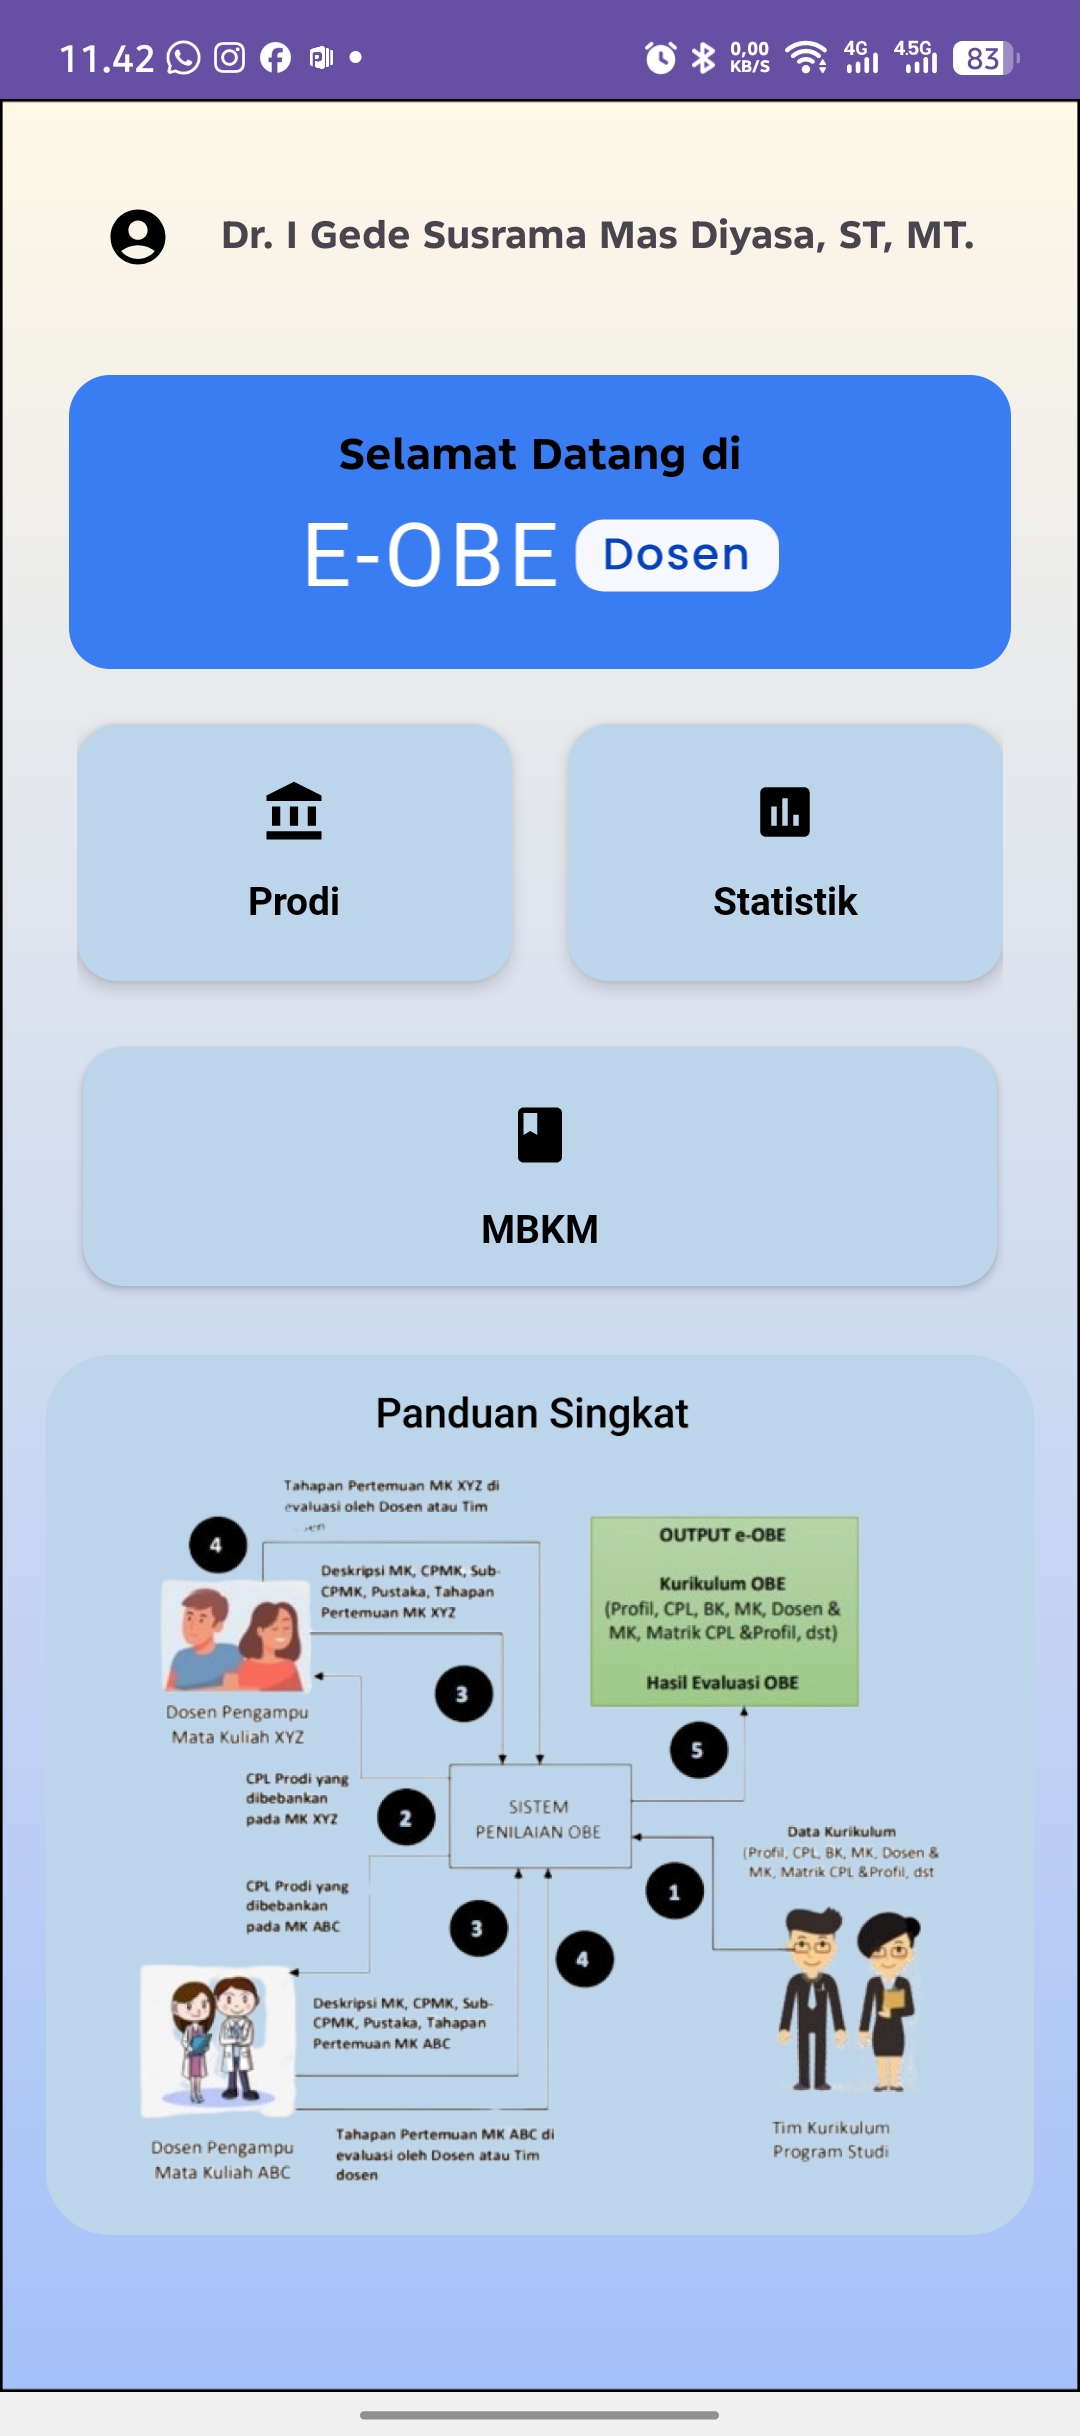 11.42
0,00
KB/S
4G
4.5G
83
Dr. I Gede Susrama Mas Diyasa, ST, MT.
Selamat Datang di
E-OBE Dosen
Prodi
Statistik
MBKM
Panduan Singkat
Tahapan Pertemuan MK XYZ di
evaluasi oleh Dosen atau Tim
4
Deskripsi MK, CPMK, Sub-
CPMK, Pustaka, Tahapan
Pertemuan MK XYZ
OUTPUT e-OBE
Kurikulum OBE
(Profil, CPL, BK, MK, Dosen &
MK, Matrik CPL &Profil, dst)
Hasil Evaluasi OBE
3
Dosen Pengampu
Mata Kuliah XYZ
5
CPL Prodi yang
dibebankan
pada MK XYZ
2
SISTEM
PENILAIAN OBE
Data Kurikulum
(Profil, CPL, BK, MK, Dosen &
MK, Matrik CPL &Profil, dst
1
CPL Prodi yang
dibebankan
pada MK ABC
3
4
Deskripsi MK, CPMK, Sub-
CPMK, Pustaka, Tahapan
Pertemuan MK ABC
Dosen Pengampu
Mata Kuliah ABC
Tahapan Pertemuan MK ABC di
evaluasi oleh Dosen atau Tim
dosen
Tim Kurikulum
Program Studi